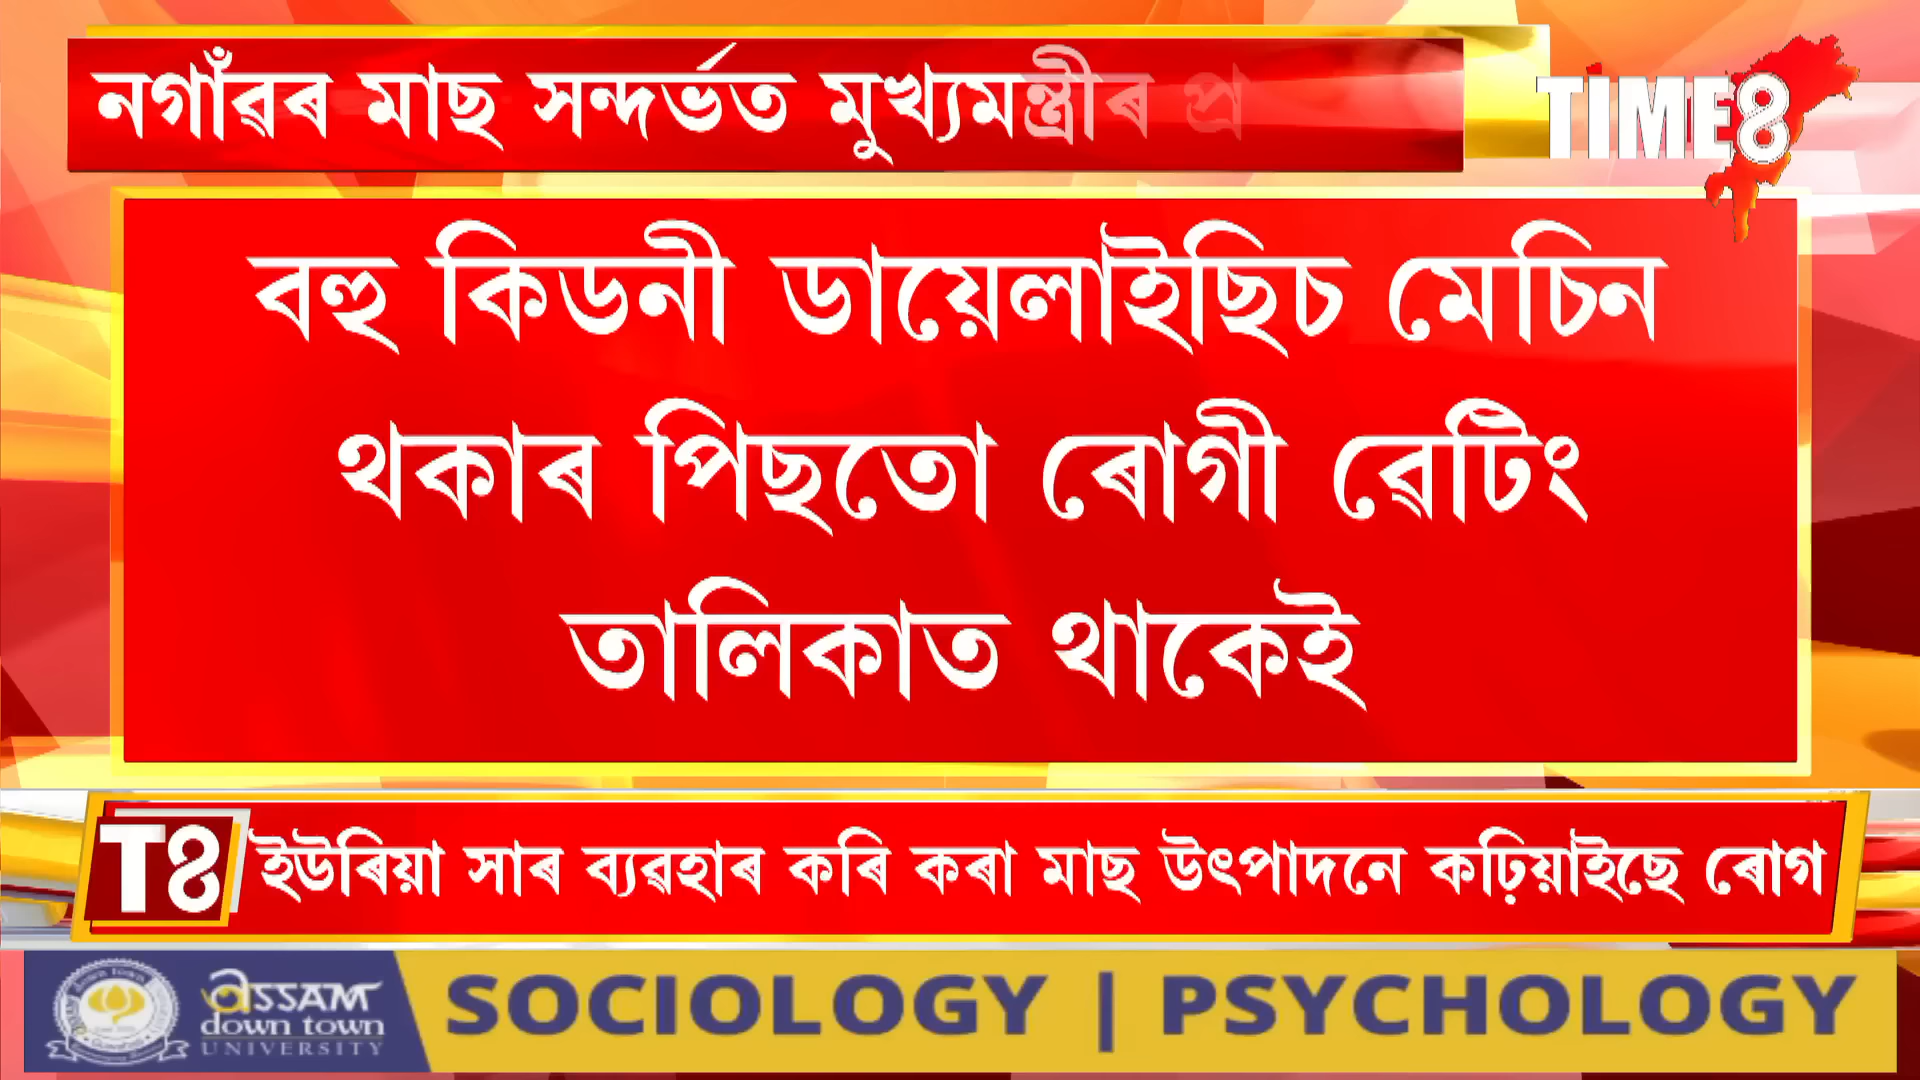 নগাঁৱৰ মাছ সন্দৰ্ভত মুখ্যমন্ত্ৰীৰ প্ৰ
TIME8
বহু কিডনী ডায়েলাইছিচ মেচিন
থকাৰ পিছতো ৰোগী ৱেটিং
তালিকাত থাকেই
T8 ইউৰিয়া সাৰ ব্যৱহাৰ কৰি কৰা মাছ উৎপাদনে কঢ়িয়াইছে ৰোগ
ASSAM
down town
UNIVERSITY
SOCIOLOGY | PSYCHOLOGY